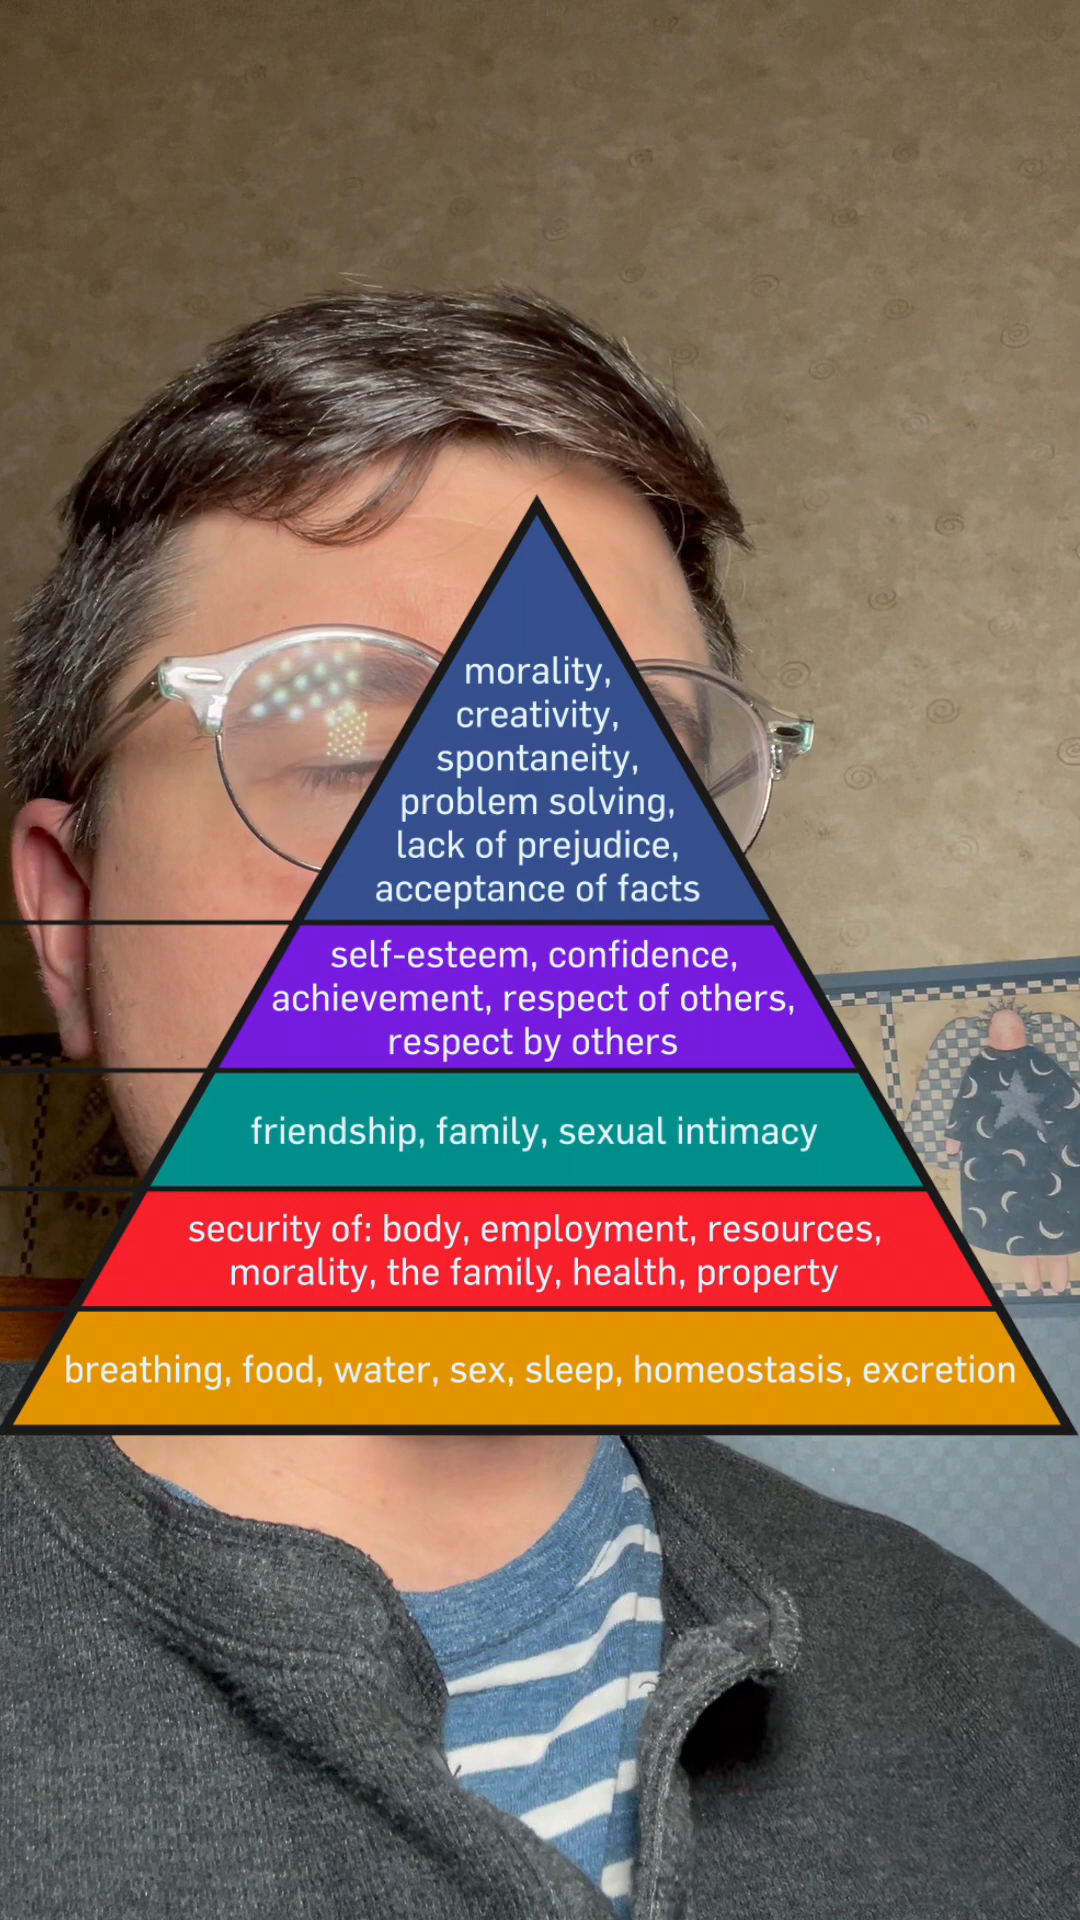 morality,
creativity,
spontaneity,
problem solving,
lack of prejudice,
acceptance of facts
self-esteem, confidence,
achievement, respect of others,
respect by others
friendship, family, sexual intimacy
security of: body, employment, resources,
morality, the family, health, property
breathing, food, water, sex, sleep, homeostasis, excretion